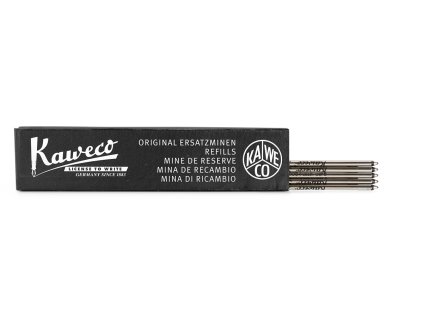 Kaweco
LICENSE TO WRITE
GERMANY SINCE 1883
ORIGINAL ERSATZMINEN
REFILLS
MINE DE RESERVE
MINA DE RECAMBIO
MINA DI RICAMBIO
KA
WE
CO